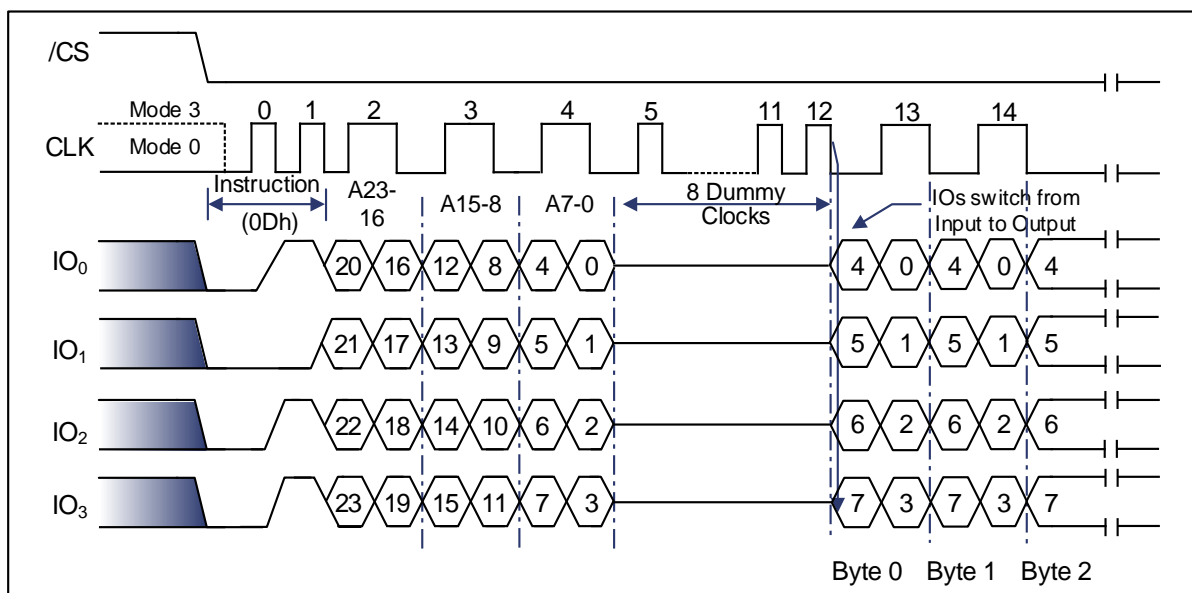 /CS
Mode 3
0 1 2 3 4 5 11 12 13 14
CLK
Mode 0
Instruction
(0Dh)
A23-
16
A15-8
A7-0
8 Dummy
Clocks
IOs switch from
Input to Output
IO0
20 16 12 8 4 0 4 0 4 0 4
IO1
21 17 13 9 5 1 5 1 5 1 5
IO2
22 18 14 10 6 2 6 2 6 2 6
IO3
23 19 15 11 7 3 7 3 7 3 7
Byte 0 Byte 1 Byte 2